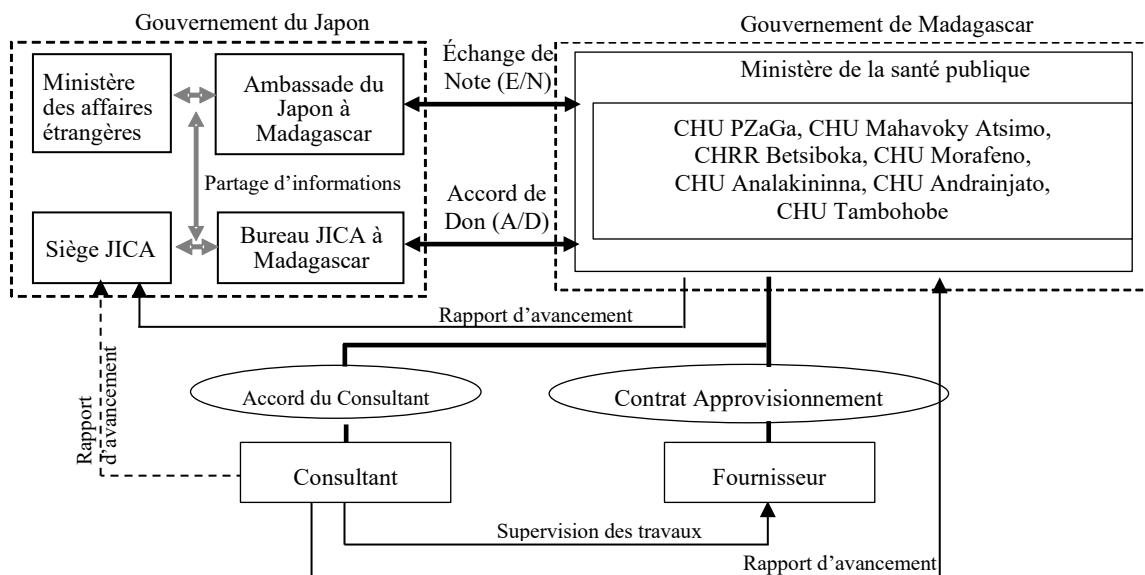 Gouvernement du Japon
Gouvernement de Madagascar
Ministère
des affaires
étrangères
Ambassade du
Japon à
Madagascar
Échange de
Note (E/N)
Ministère de la santé publique
CHU PZaGa, CHU Mahavoky Atsimo,
CHRR Betsiboka, CHU Morafeno,
CHU Analakininna, CHU Andrainjato,
CHU Tambohobe
Partage d'informations
Accord de
Don (A/D)
Siège JICA
Bureau JICA à
Madagascar
Rapport d'avancement
Rapport
d'avancement
Accord du Consultant
Contrat Approvisionnement
Consultant
Fournisseur
Supervision des travaux
Rapport d'avancement